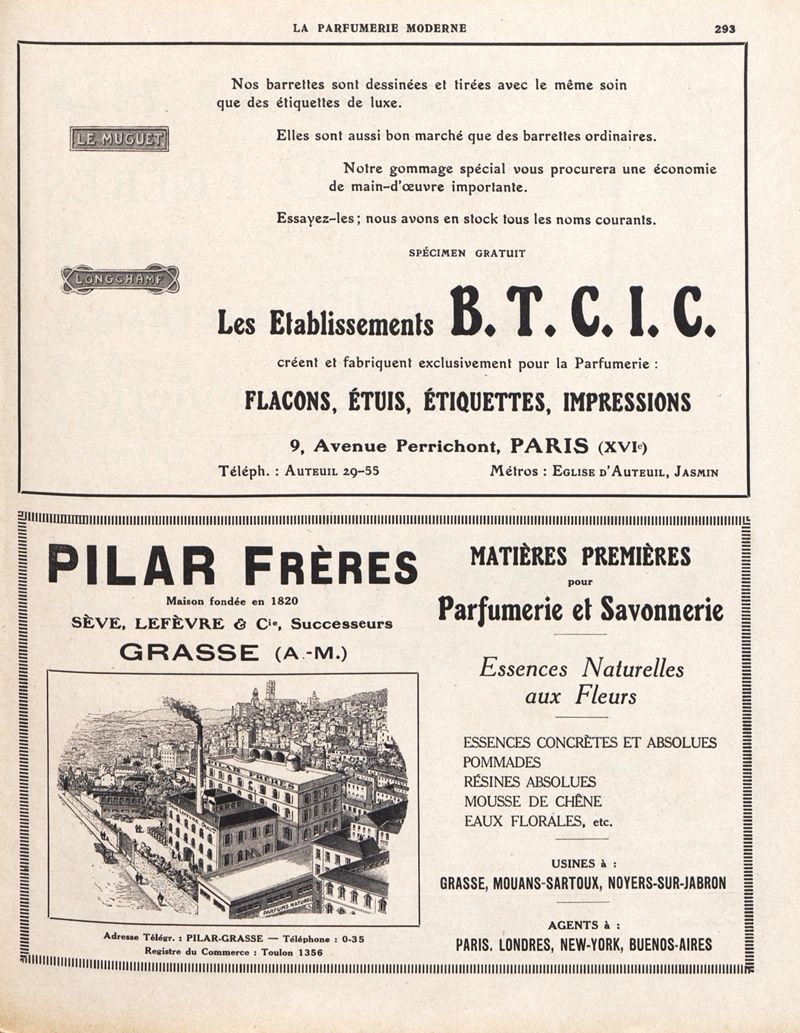 LA PARFUMERIE MODERNE 293
Nos barrettes sont dessinées et tirées avec le même soin
que des étiquettes de luxe.
LE MUGUET
Elles sont aussi bon marché que des barrettes ordinaires.
Notre gommage spécial vous procurera une économie
de main-d'œuvre importante.
Essayez-les ; nous avons en stock tous les noms courants.
SPÉCIMEN GRATUIT
LONGCHAMP
Les Etablissements B. T. C. I. C.
créent et fabriquent exclusivement pour la Parfumerie :
FLACONS, ÉTUIS, ÉTIQUETTES, IMPRESSIONS
9, Avenue Perrichont, PARIS (XVIe)
Téléph. : AUTEUIL 29-55 Métros : EGLISE D'AUTEUIL, JASMIN
PILAR FRÈRES
Maison fondée en 1820
SÈVE, LEFÈVRE & Cie, Successeurs
GRASSE (A.-M.)
PILAR FRÈRES
PARFUMS NATURELS
Adresse Télégr. : PILAR-GRASSE — Téléphone : 0-35
Registre du Commerce : Toulon 1356
MATIÈRES PREMIÈRES
pour
Parfumerie et Savonnerie
Essences Naturelles
aux Fleurs
ESSENCES CONCRÈTES ET ABSOLUES
POMMADES
RÉSINES ABSOLUES
MOUSSE DE CHÊNE
EAUX FLORALES, etc.
USINES à :
GRASSE, MOUANS-SARTOUX, NOYERS-SUR-JABRON
AGENTS à :
PARIS, LONDRES, NEW-YORK, BUENOS-AIRES